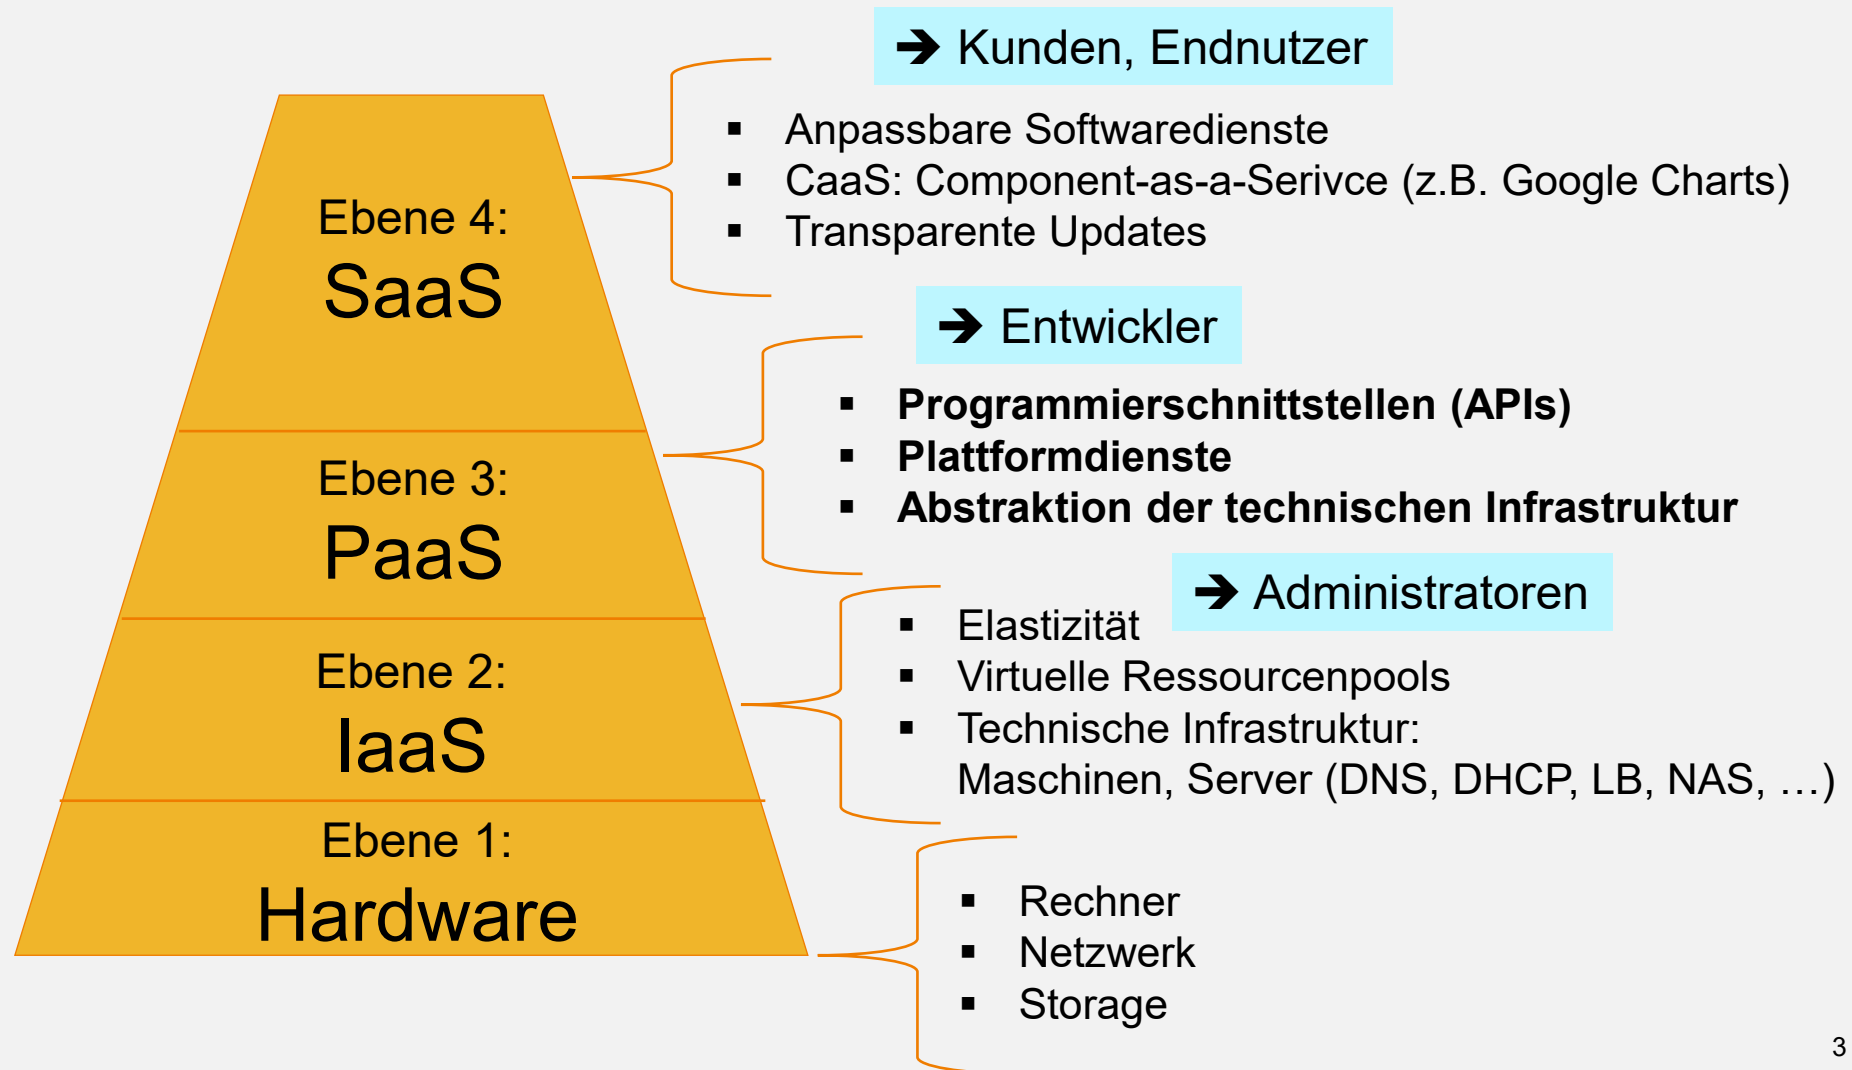 ➔ Kunden, Endnutzer
▪ Anpassbare Softwaredienste
▪ CaaS: Component-as-a-Serivce (z.B. Google Charts)
▪ Transparente Updates
Ebene 4:
SaaS
➔ Entwickler
▪ Programmierschnittstellen (APIs)
▪ Plattformdienste
▪ Abstraktion der technischen Infrastruktur
Ebene 3:
PaaS
➔ Administratoren
▪ Elastizität
▪ Virtuelle Ressourcenpools
▪ Technische Infrastruktur:
Maschinen, Server (DNS, DHCP, LB, NAS, …)
Ebene 2:
IaaS
Ebene 1:
Hardware
▪ Rechner
▪ Netzwerk
▪ Storage
3